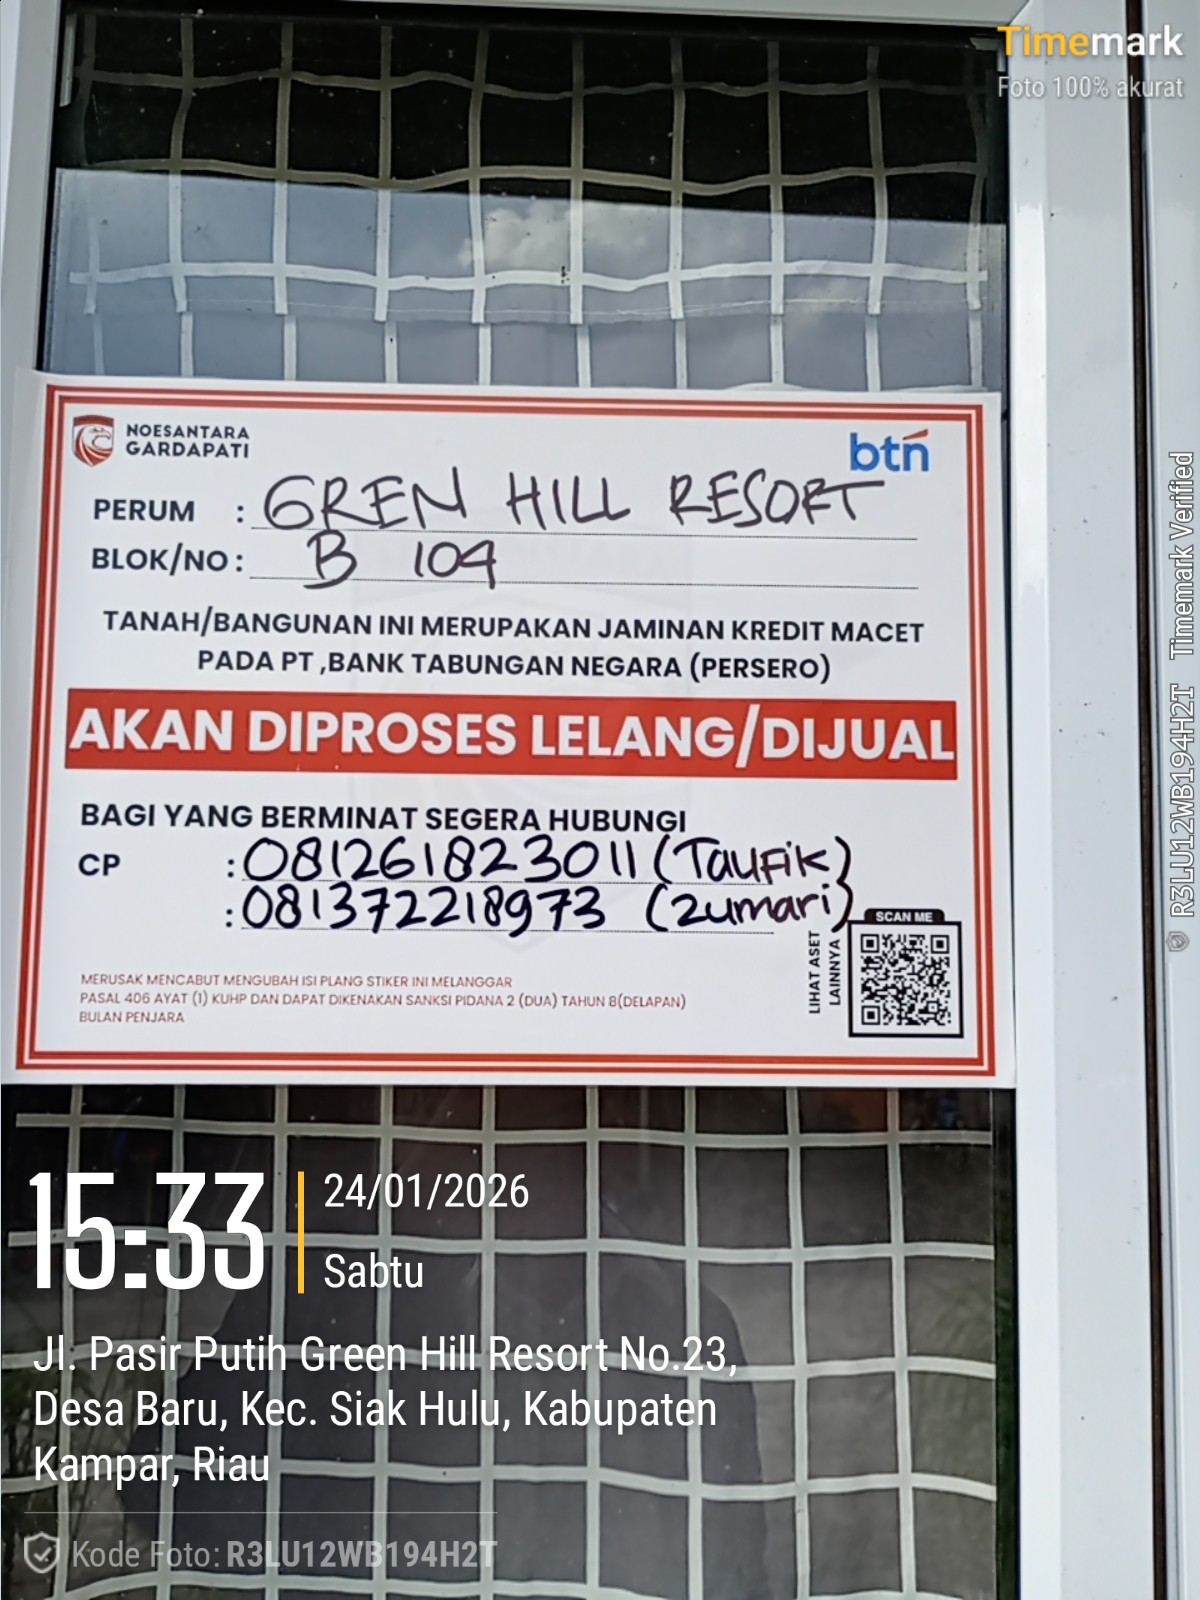 Timemark
Foto 100% akurat
NOESANTARA
GARDAPATI
btn
PERUM : GREN HILL RESORT
BLOK/NO : B 104
TANAH/BANGUNAN INI MERUPAKAN JAMINAN KREDIT MACET
PADA PT ,BANK TABUNGAN NEGARA (PERSERO)
AKAN DIPROSES LELANG/DIJUAL
BAGI YANG BERMINAT SEGERA HUBUNGI
CP : 081261823011 (Taufik)
: 081372218973 (Zumari)
SCAN ME
LIHAT ASET
LAINNYA
MERUSAK MENCABUT MENGUBAH ISI PLANG STIKER INI MELANGGAR
PASAL 406 AYAT (1) KUHP DAN DAPAT DIKENAKAN SANKSI PIDANA 2 (DUA) TAHUN 8(DELAPAN)
BULAN PENJARA
R3LU12WB194H2T Timemark Verified
15:33
24/01/2026
Sabtu
Jl. Pasir Putih Green Hill Resort No.23,
Desa Baru, Kec. Siak Hulu, Kabupaten
Kampar, Riau
Kode Foto: R3LU12WB194H2T